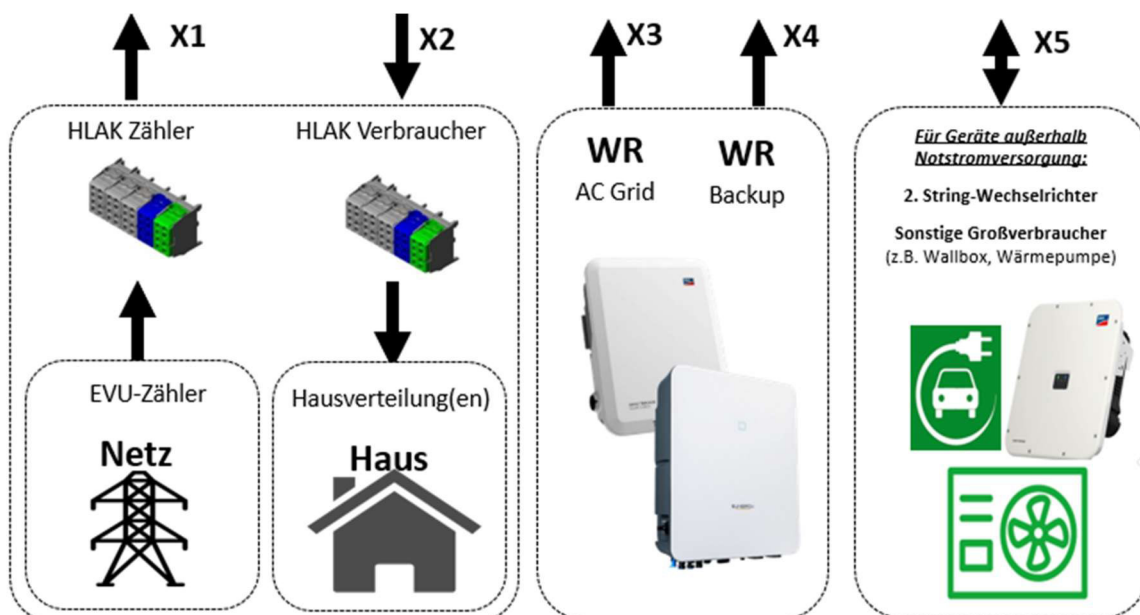 X1
X2
X3
X4
X5
HLAK Zähler
HLAK Verbraucher
EVU-Zähler
Netz
Hausverteilung(en)
Haus
WR
AC Grid
WR
Backup
Für Geräte außerhalb
Notstromversorgung:
2. String-Wechselrichter
Sonstige Großverbraucher
(z.B. Wallbox, Wärmepumpe)